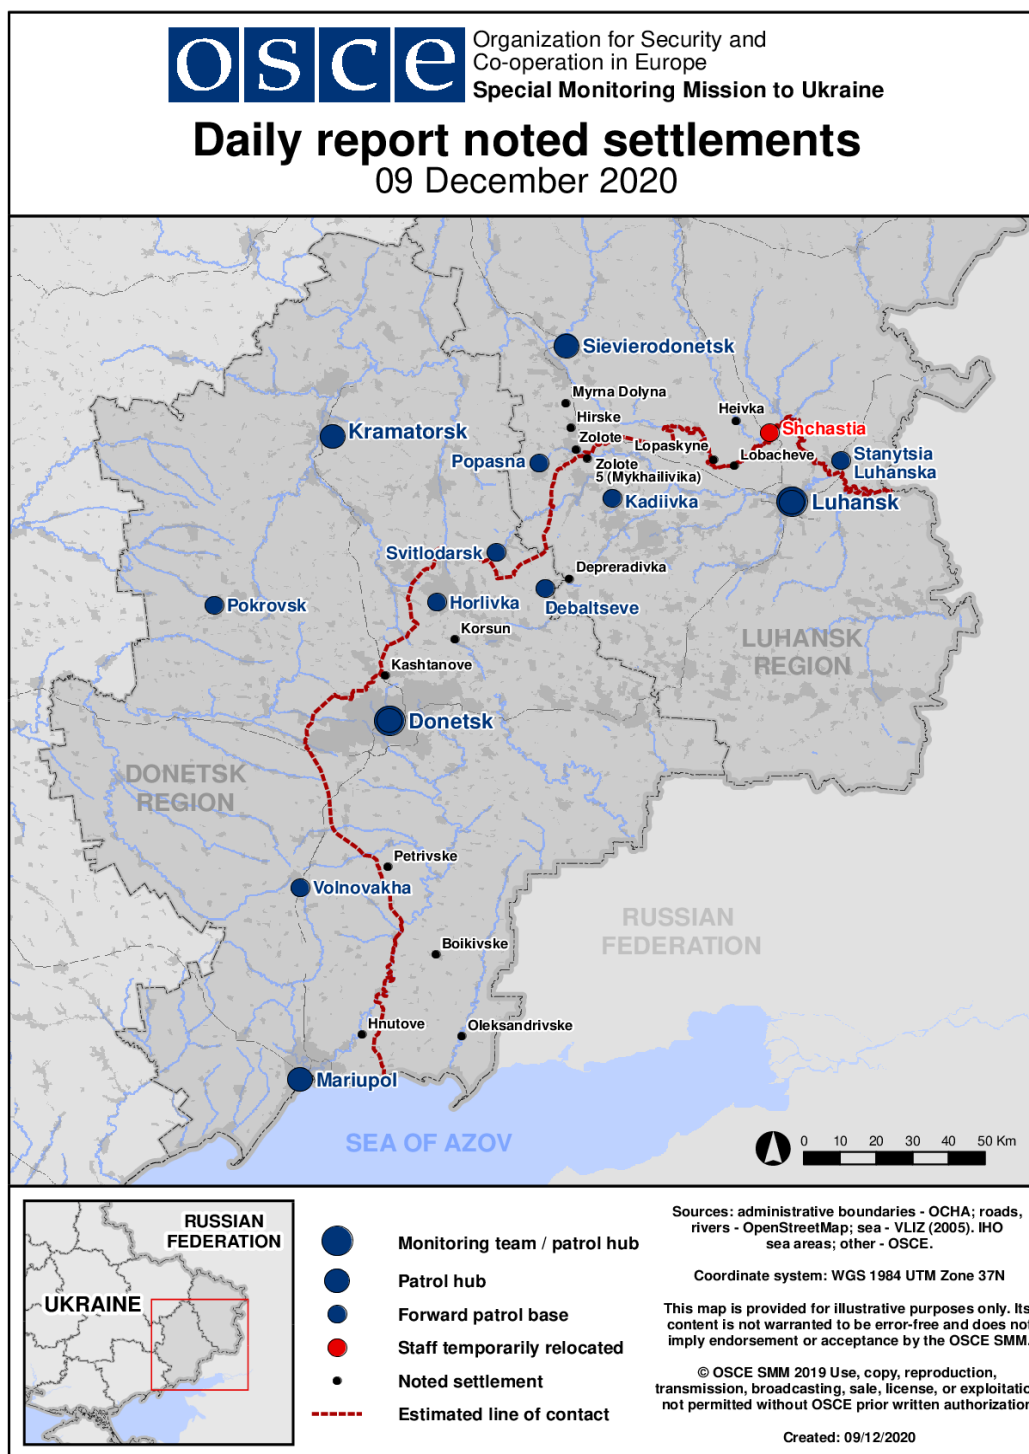 osce
Organization for Security and
Co-operation in Europe
Special Monitoring Mission to Ukraine
Daily report noted settlements
09 December 2020
Sievierodonetsk
Myrna Dolyna
Heivka
Hirske
Shchastia
Kramatorsk
Zolote
Lopaskyne
Lobacheve
Stanytsia
Luhanska
Popasna
Zolote
5 (Mykhailivika)
Kadiivka
Luhansk
Svitlodarsk
Depreradivka
Pokrovsk
Horlivka
Debaltseve
Korsun
LUHANSK
REGION
Kashtanove
Donetsk
DONETSK
REGION
Petrivske
Volnovakha
RUSSIAN
FEDERATION
Boikivske
Hnutove
Oleksandrivske
Mariupol
SEA OF AZOV
0 10 20 30 40 50 Km
RUSSIAN
FEDERATION
UKRAINE
Monitoring team / patrol hub
Patrol hub
Forward patrol base
Staff temporarily relocated
Noted settlement
Estimated line of contact
Sources: administrative boundaries - OCHA; roads,
rivers - OpenStreetMap; sea - VLIZ (2005). IHO
sea areas; other - OSCE.
Coordinate system: WGS 1984 UTM Zone 37N
This map is provided for illustrative purposes only. Its
content is not warranted to be error-free and does not
imply endorsement or acceptance by the OSCE SMM.
© OSCE SMM 2019 Use, copy, reproduction,
transmission, broadcasting, sale, license, or exploitatio
not permitted without OSCE prior written authorization
Created: 09/12/2020